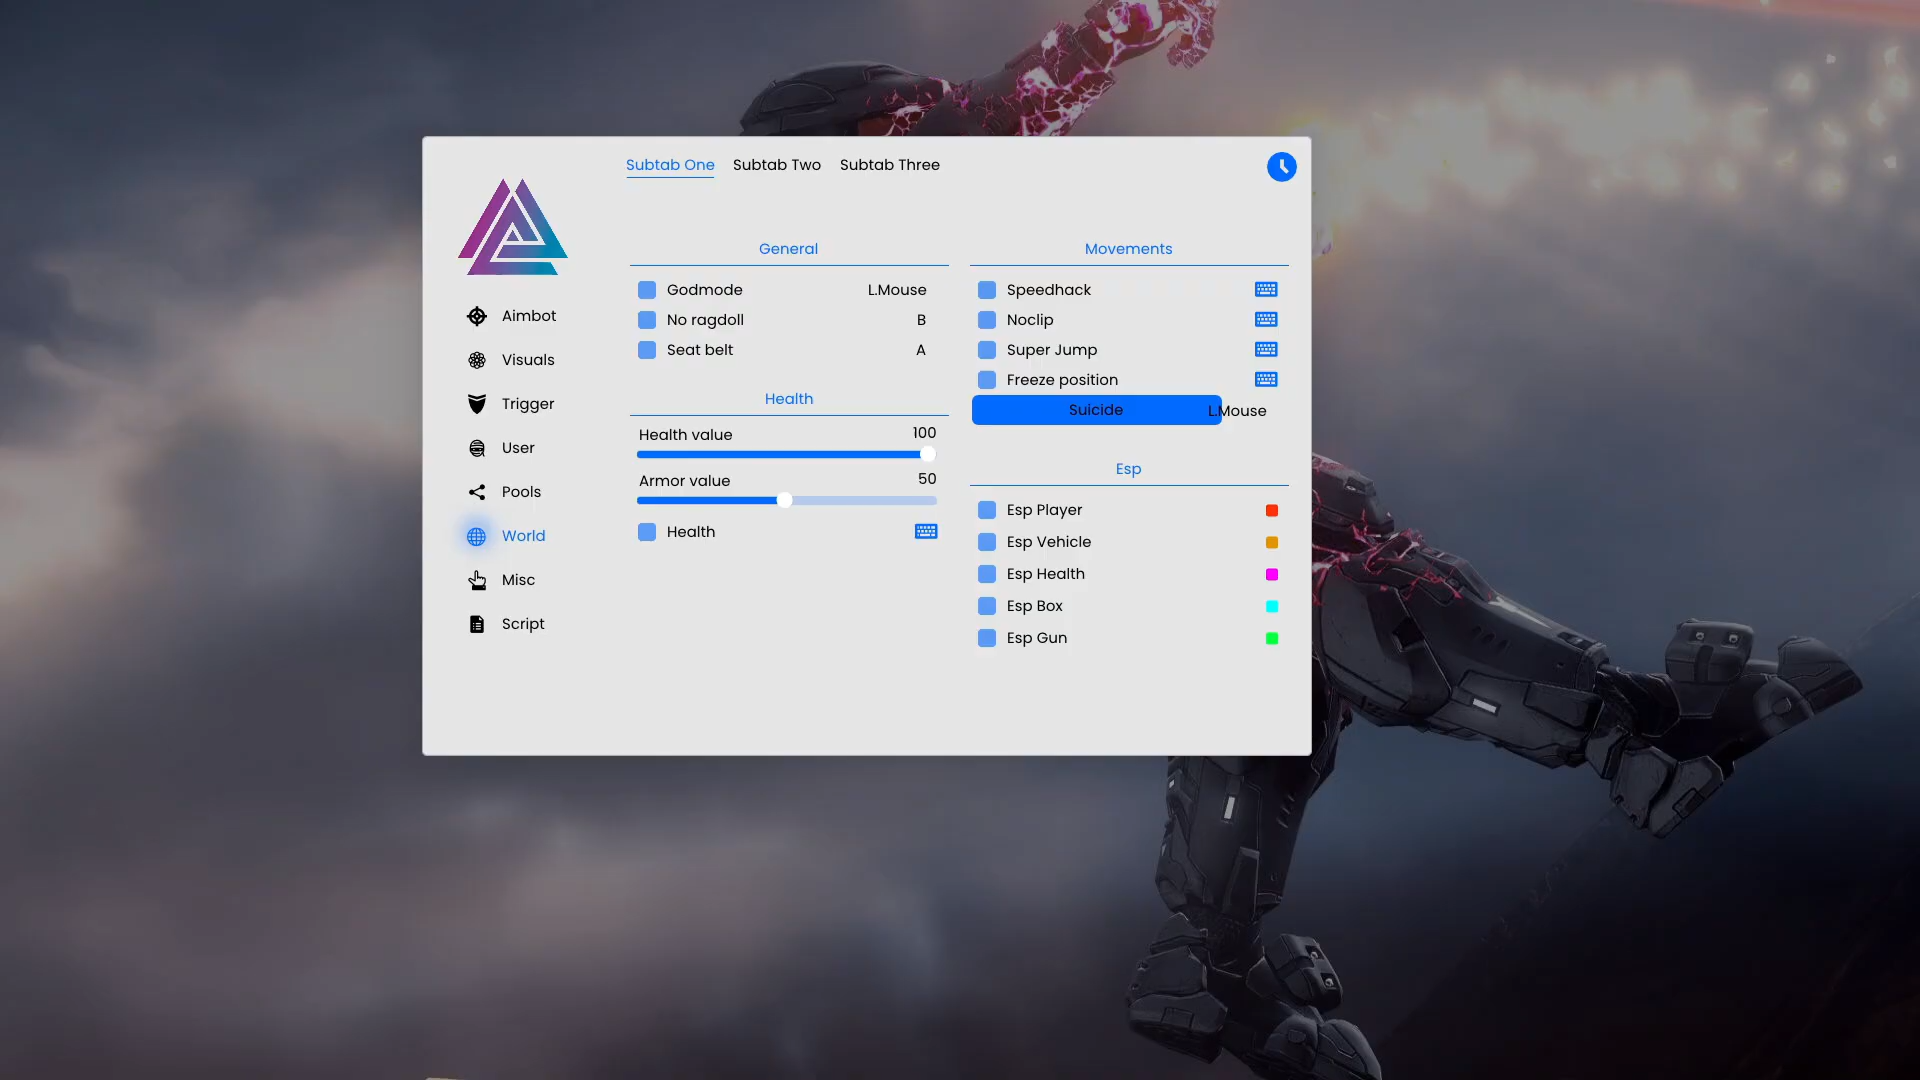 Subtab One Subtab Two Subtab Three
Aimbot
Visuals
Trigger
User
Pools
World
Misc
Script
General
Godmode L.Mouse
No ragdoll B
Seat belt A
Health
Health value 100
Armor value 50
Health
Movements
Speedhack
Noclip
Super Jump
Freeze position
Suicide L.Mouse
Esp
Esp Player
Esp Vehicle
Esp Health
Esp Box
Esp Gun